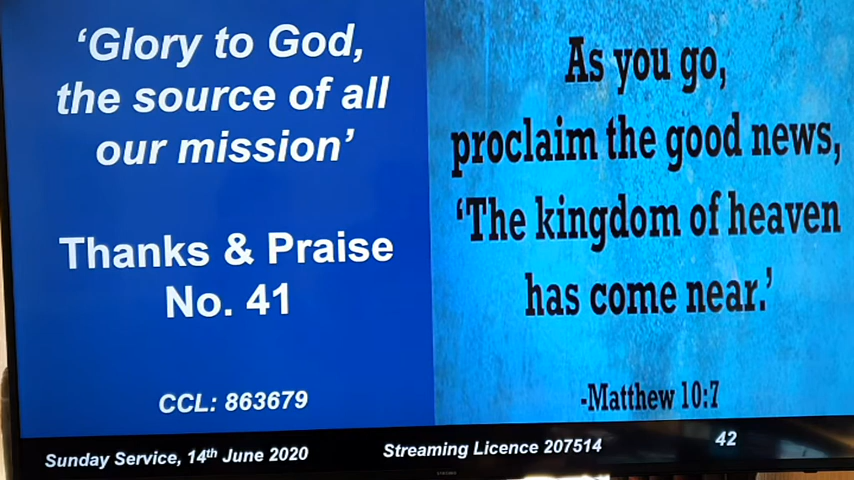 ‘Glory to God,
the source of all
our mission’
Thanks & Praise
No. 41
CCL: 863679
As you go,
proclaim the good news,
‘The kingdom of heaven
has come near.’
-Matthew 10:7
Sunday Service, 14th June 2020
Streaming Licence 207514
42
SAMSUNG